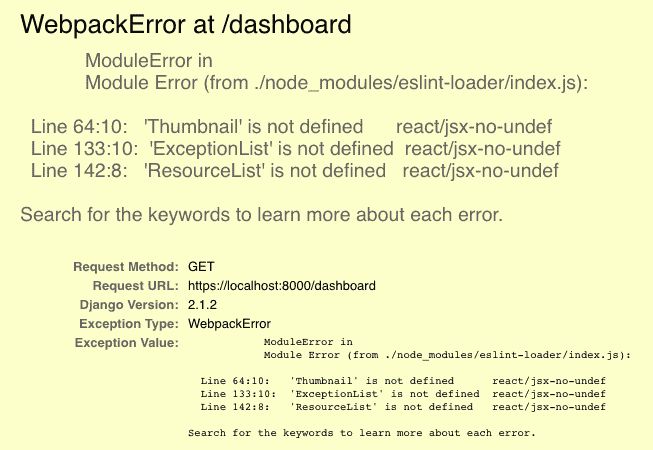 WebpackError at /dashboard
ModuleError in
Module Error (from ./node_modules/eslint-loader/index.js):
Line 64:10: 'Thumbnail' is not defined react/jsx-no-undef
Line 133:10: 'ExceptionList' is not defined react/jsx-no-undef
Line 142:8: 'ResourceList' is not defined react/jsx-no-undef
Search for the keywords to learn more about each error.
Request Method: GET
Request URL: https://localhost:8000/dashboard
Django Version: 2.1.2
Exception Type: WebpackError
Exception Value: ModuleError in
Module Error (from ./node_modules/eslint-loader/index.js):
Line 64:10: 'Thumbnail' is not defined react/jsx-no-undef
Line 133:10: 'ExceptionList' is not defined react/jsx-no-undef
Line 142:8: 'ResourceList' is not defined react/jsx-no-undef
Search for the keywords to learn more about each error.